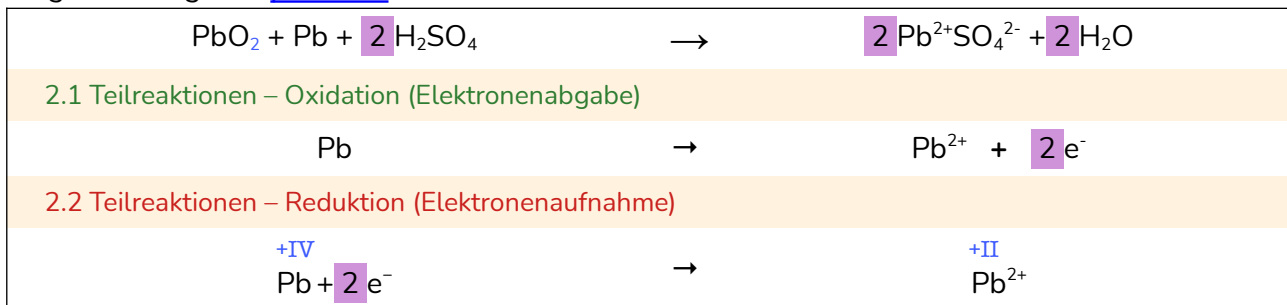 PbO₂ + Pb + 2 H₂SO₄ → 2 Pb²⁺SO₄²⁻ + 2 H₂O
2.1 Teilreaktionen – Oxidation (Elektronenabgabe)
Pb → Pb²⁺ + 2 e⁻
2.2 Teilreaktionen – Reduktion (Elektronenaufnahme)
+IV +II
Pb + 2 e⁻ → Pb²⁺